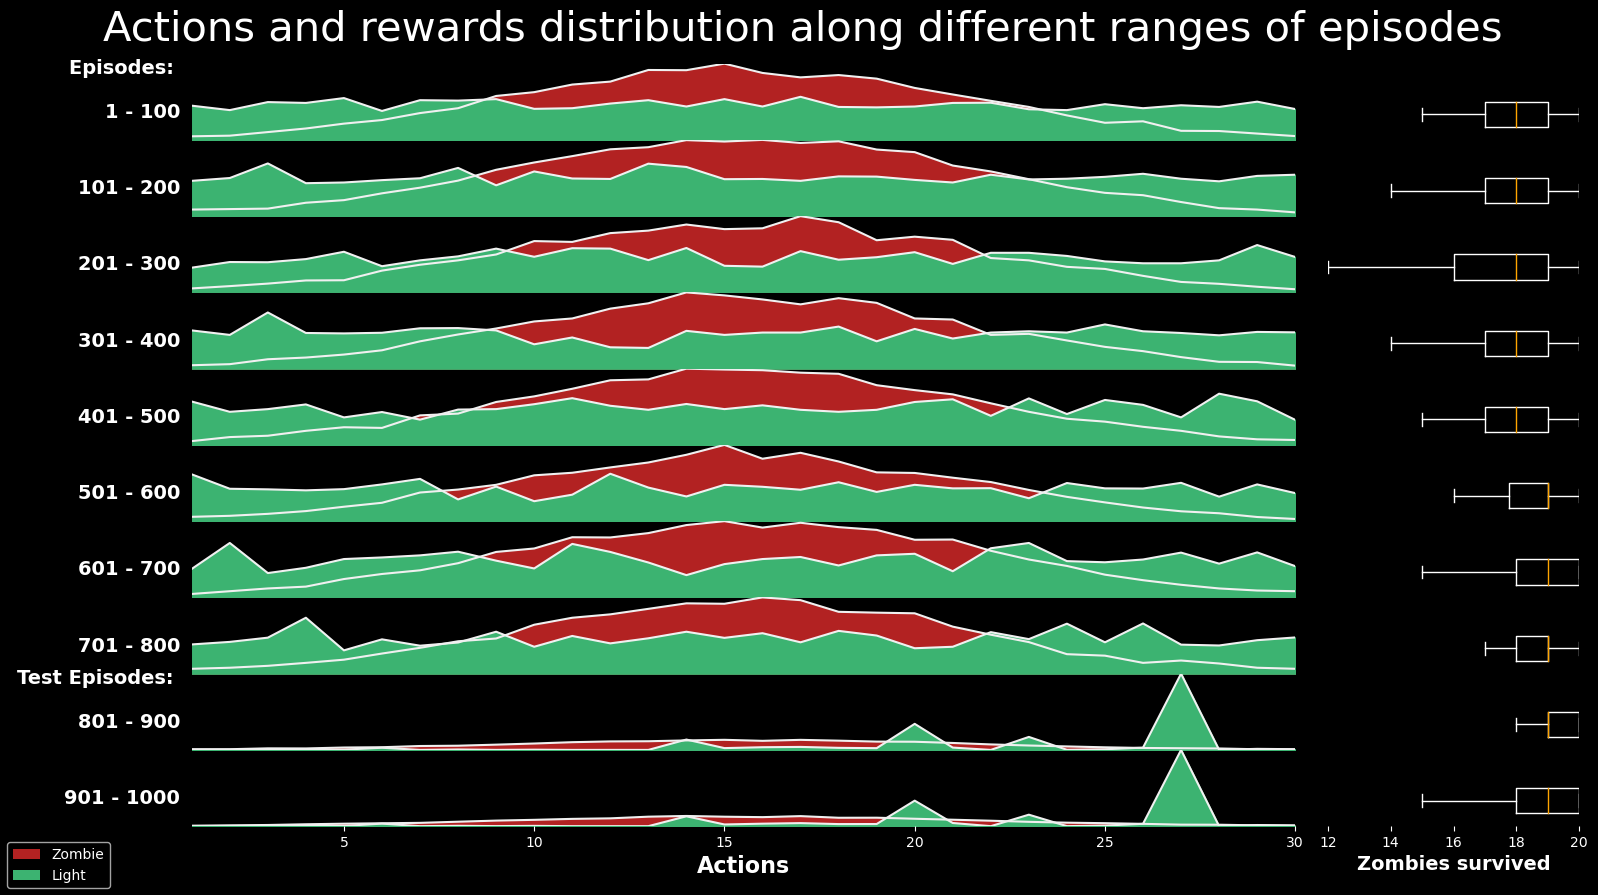 Actions and rewards distribution along different ranges of episodes
Episodes:
1 - 100
101 - 200
201 - 300
301 - 400
401 - 500
501 - 600
601 - 700
701 - 800
Test Episodes:
801 - 900
901 - 1000
5 10 15 20 25 30 12 14 16 18 20
Zombie
Light
Actions
Zombies survived